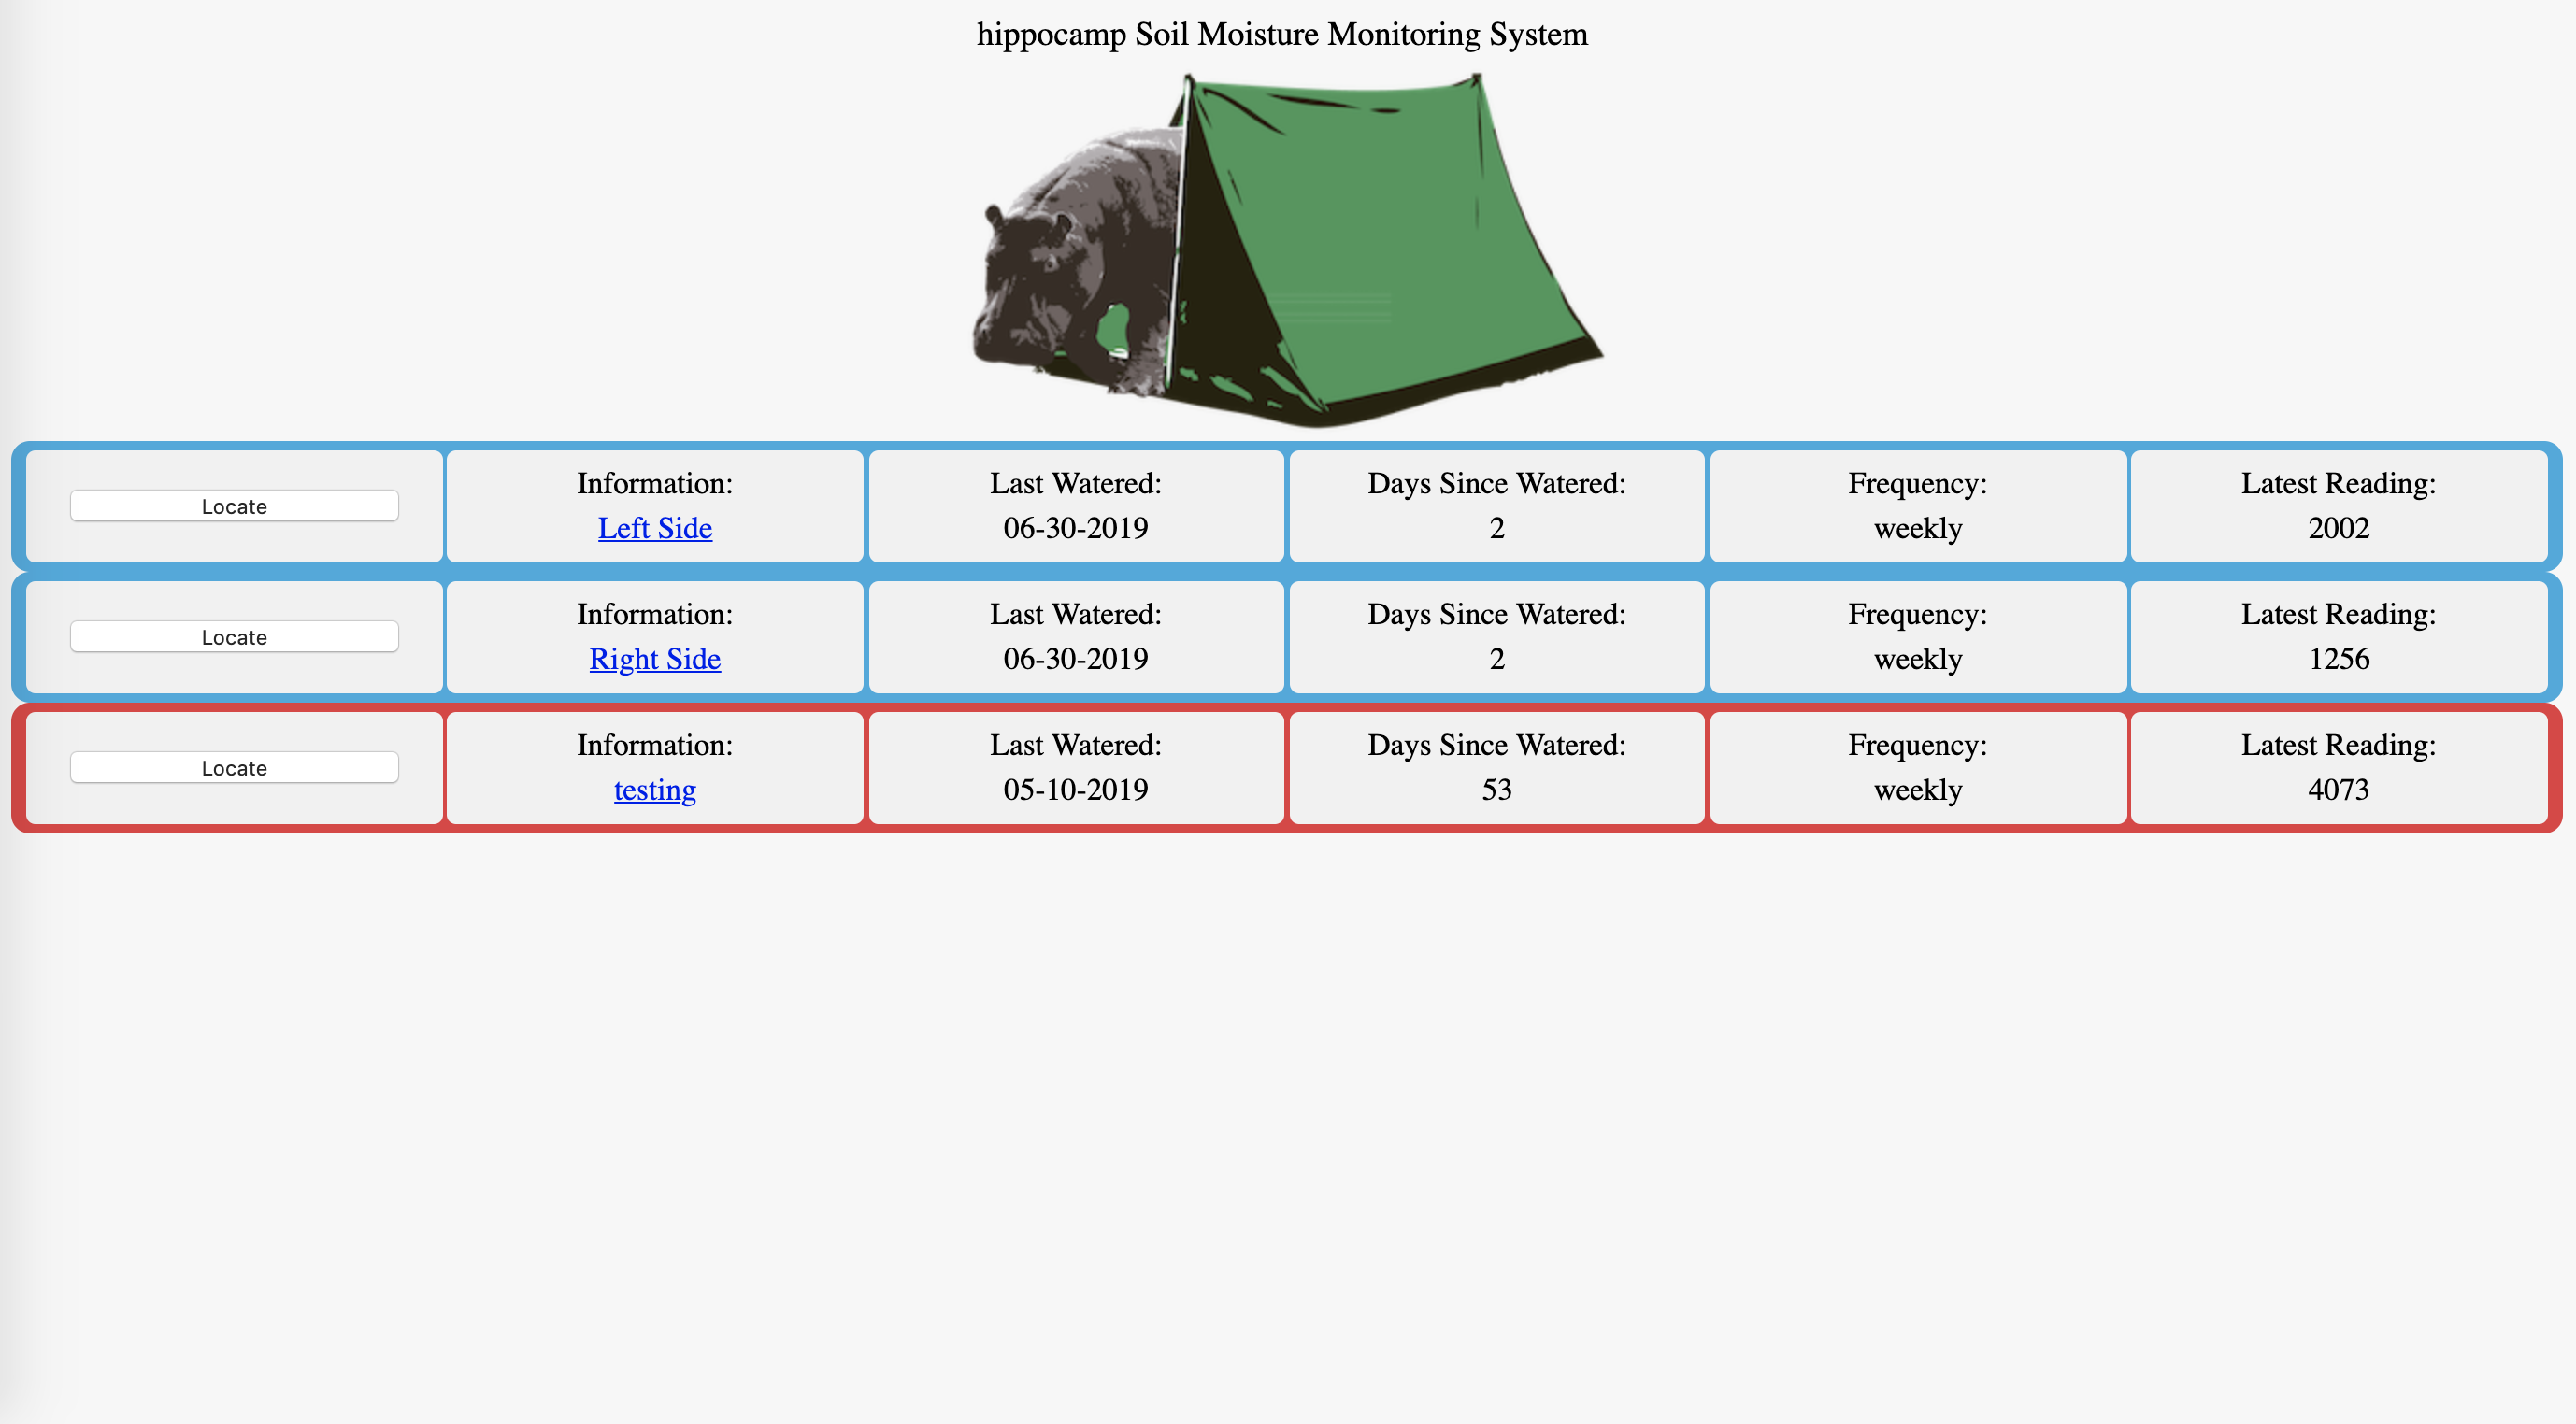 hippocamp Soil Moisture Monitoring System
Locate
Information:
Left Side
Last Watered:
06-30-2019
Days Since Watered:
2
Frequency:
weekly
Latest Reading:
2002
Locate
Information:
Right Side
Last Watered:
06-30-2019
Days Since Watered:
2
Frequency:
weekly
Latest Reading:
1256
Locate
Information:
testing
Last Watered:
05-10-2019
Days Since Watered:
53
Frequency:
weekly
Latest Reading:
4073